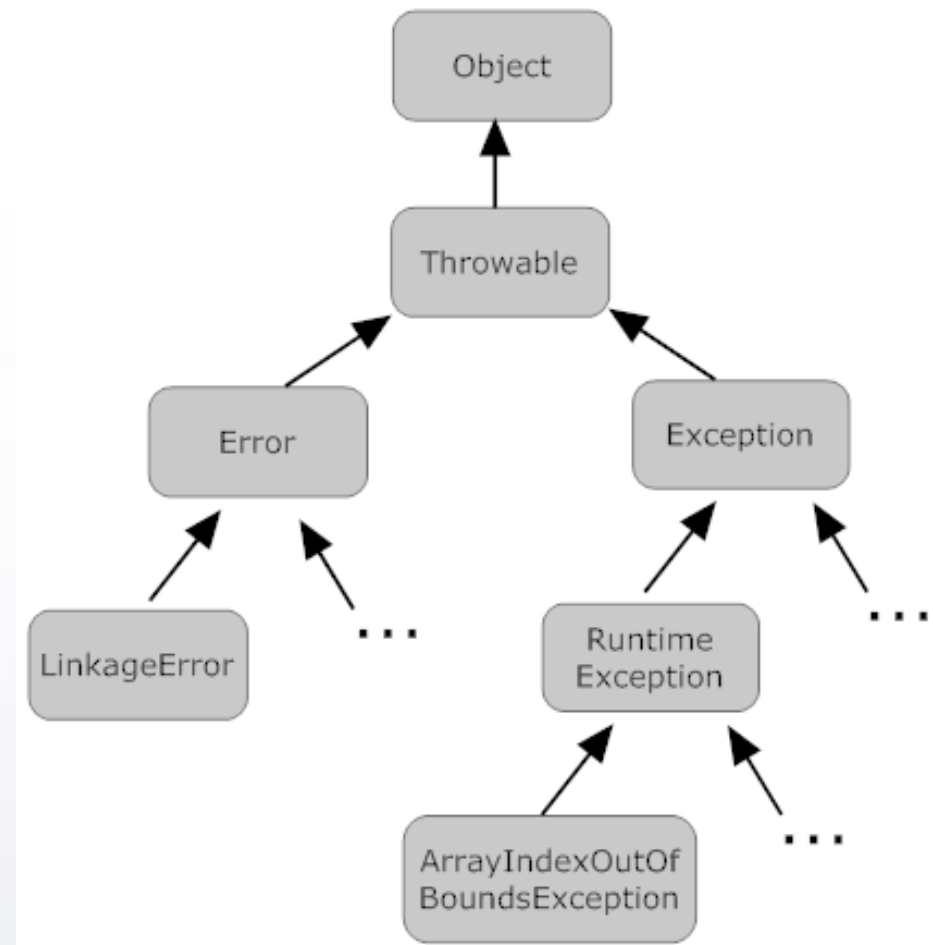 Object
Throwable
Error
Exception
...
...
LinkageError
Runtime
Exception
...
ArrayIndexOutOf
BoundsException